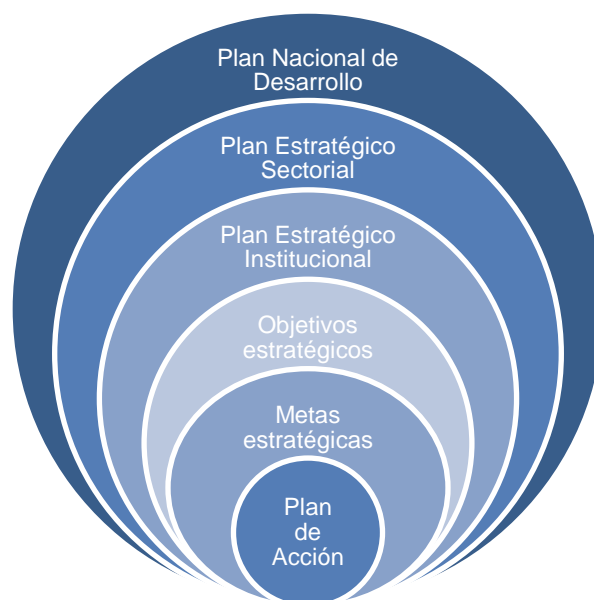 Plan Nacional de
Desarrollo
Plan Estratégico
Sectorial
Plan Estratégico
Institucional
Objetivos
estratégicos
Metas
estratégicas
Plan
de
Acción